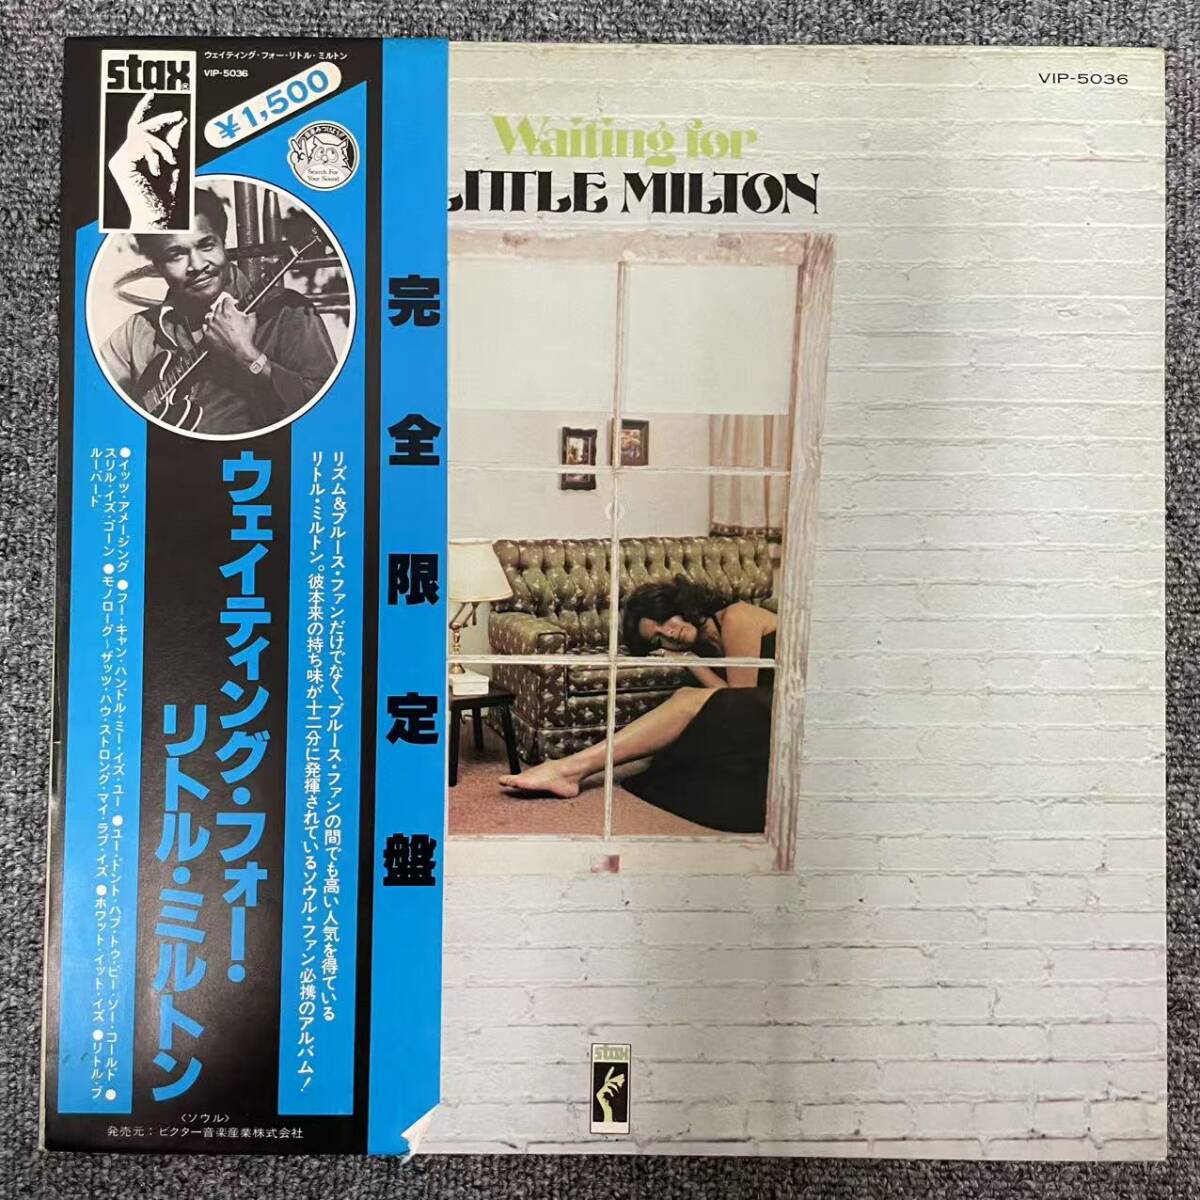 stax
ウェイティング・フォー・リトル・ミルトン
VIP-5036
¥1,500
音楽みつけよう!
Search For
Your Sound
完全限定盤
リズム&ブルース・ファンだけでなく、ブルース・ファンの間でも高い人気を得ている
リトル・ミルトン。彼本来の持ち味が十二分に発揮されているソウル・ファン必携のアルバム!
ウェイティング・フォー・
リトル・ミルトン
●イッツ・アメージング ●フー・キャン・ハンドル・ミー・イズ・ユー ●ユー・ドント・ハブ・トゥ・ビー・ソー・コールド ●
スリル・イズ・ゴーン ●モノローグ〜ザッツ・ハウ・ストロング・マイ・ラブ・イズ ●ホワット・イット・イズ ●リトル・ブ
ルーバード
〈ソウル〉
発売元:ビクター音楽産業株式会社
VIP-5036
Waiting for
LITTLE MILTON
stax